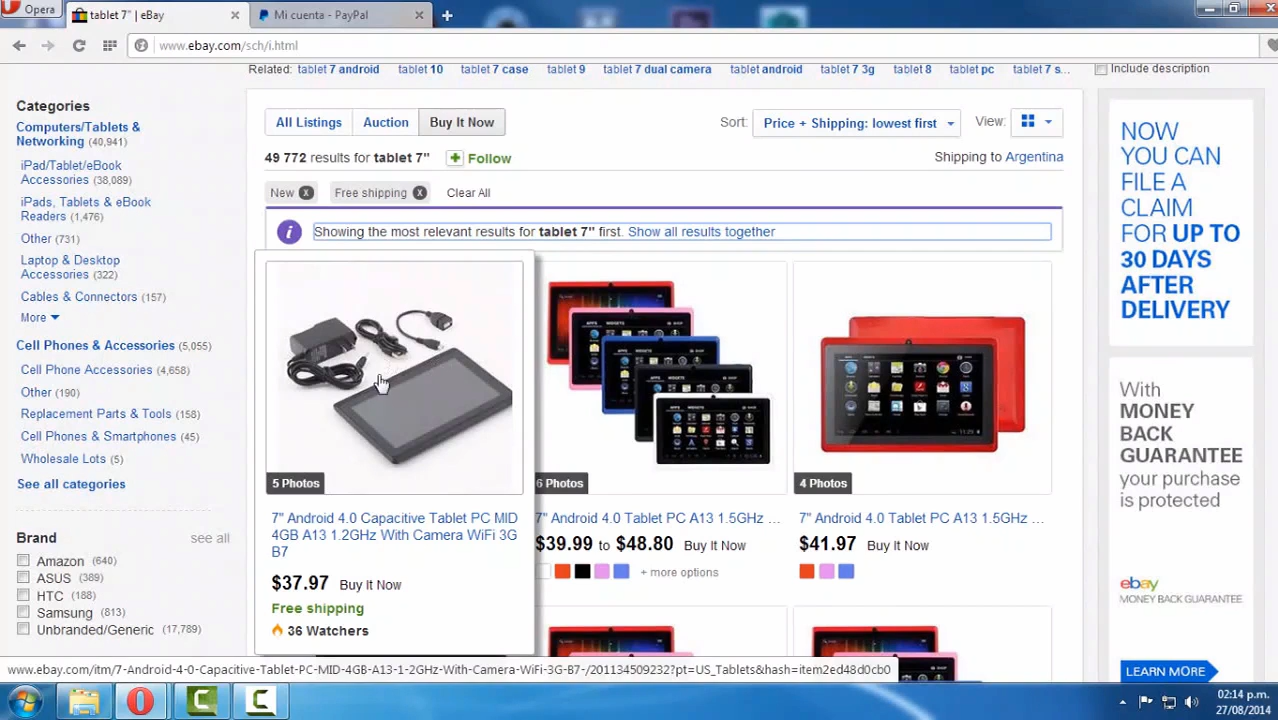 Opera
tablet 7" | eBay
Mi cuenta - PayPal
www.ebay.com/sch/i.html
Related: tablet 7 android tablet 10 tablet 7 case tablet 9 tablet 7 dual camera tablet android tablet 7 3g tablet 8 tablet pc tablet 7 s...
Include description
Categories
Computers/Tablets &
Networking (40,941)
iPad/Tablet/eBook
Accessories (38,089)
iPads, Tablets & eBook
Readers (1,476)
Other (731)
Laptop & Desktop
Accessories (322)
Cables & Connectors (157)
More
Cell Phones & Accessories (5,055)
Cell Phone Accessories (4,658)
Other (190)
Replacement Parts & Tools (158)
Cell Phones & Smartphones (45)
Wholesale Lots (5)
See all categories
Brand see all
Amazon (640)
ASUS (389)
HTC (188)
Samsung (813)
Unbranded/Generic (17,789)
All Listings Auction Buy It Now
Sort: Price + Shipping: lowest first View:
49 772 results for tablet 7" Follow
Shipping to Argentina
New Free shipping Clear All
Showing the most relevant results for tablet 7" first. Show all results together
5 Photos
7" Android 4.0 Capacitive Tablet PC MID
4GB A13 1.2GHz With Camera WiFi 3G
B7
$37.97 Buy It Now
Free shipping
36 Watchers
6 Photos
7" Android 4.0 Tablet PC A13 1.5GHz ...
$39.99 to $48.80 Buy It Now
+ more options
4 Photos
7" Android 4.0 Tablet PC A13 1.5GHz ...
$41.97 Buy It Now
NOW
YOU CAN
FILE A
CLAIM
FOR UP TO
30 DAYS
AFTER
DELIVERY
With
MONEY
BACK
GUARANTEE
your purchase
is protected
ebay
MONEY BACK GUARANTEE
LEARN MORE
www.ebay.com/itm/7-Android-4-0-Capacitive-Tablet-PC-MID-4GB-A13-1-2GHz-With-Camera-WiFi-3G-B7-/201134509232?pt=US_Tablets&hash=item2ed48d0cb0
02:14 p.m.
27/08/2014